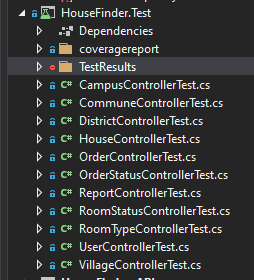 HouseFinder.Test
Dependencies
coveragereport
TestResults
C# CampusControllerTest.cs
C# CommuneControllerTest.cs
C# DistrictControllerTest.cs
C# HouseControllerTest.cs
C# OrderControllerTest.cs
C# OrderStatusControllerTest.cs
C# ReportControllerTest.cs
C# RoomStatusControllerTest.cs
C# RoomTypeControllerTest.cs
C# UserControllerTest.cs
C# VillageControllerTest.cs